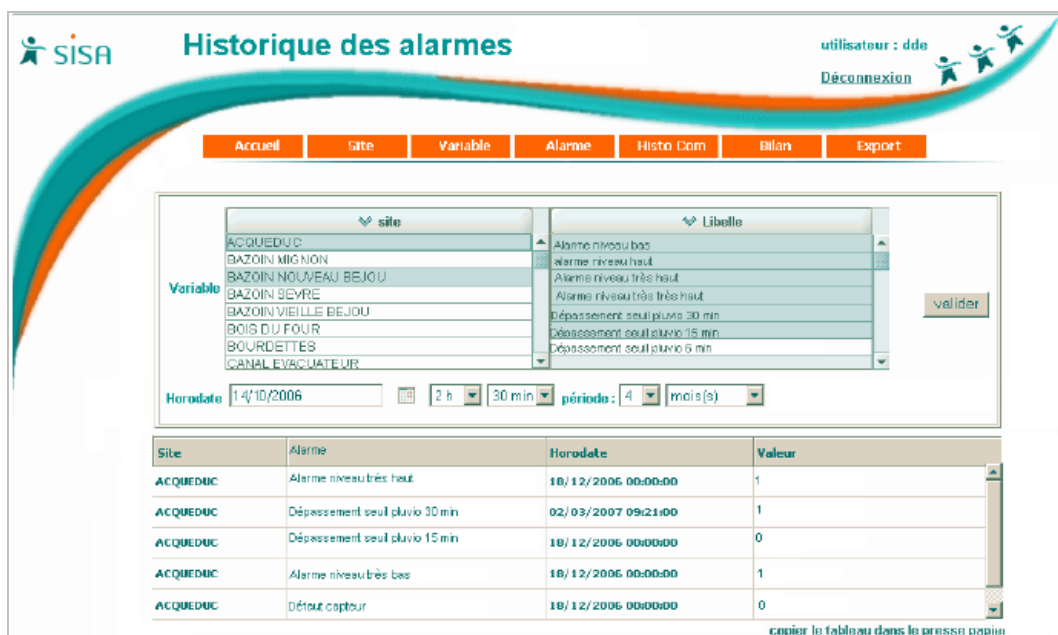 sisa
Historique des alarmes
utilisateur : dde
Déconnexion
Accueil Site Variable Alarme Histo Com Bilan Export
site Libelle
Variable
ACQUEDUC
BAZOIN MIGNON
BAZOIN NOUVEAU BEJOU
BAZOIN SEVRE
BAZOIN VIEILLE BEJOU
BOIS DU FOUR
BOURDETTES
CANAL EVACUATEUR
Alarme niveau bas
alarme niveau haut
Alarme niveau très haut
Alarme niveau très très haut
Dépassement seuil pluvio 30 min
Dépassement seuil pluvio 15 min
Dépassement seuil pluvio 6 min
valider
Horodate 14/10/2006 2 h 30 min période : 4 mois(s)
Site Alarme Horodate Valeur
ACQUEDUC Alarme niveau très haut 18/12/2006 00:00:00 1
ACQUEDUC Dépassement seuil pluvio 30 min 02/03/2007 09:21:00 1
ACQUEDUC Dépassement seuil pluvio 15 min 18/12/2006 00:00:00 0
ACQUEDUC Alarme niveau très bas 18/12/2006 00:00:00 1
ACQUEDUC Défaut capteur 18/12/2006 00:00:00 0
copier le tableau dans le presse papier